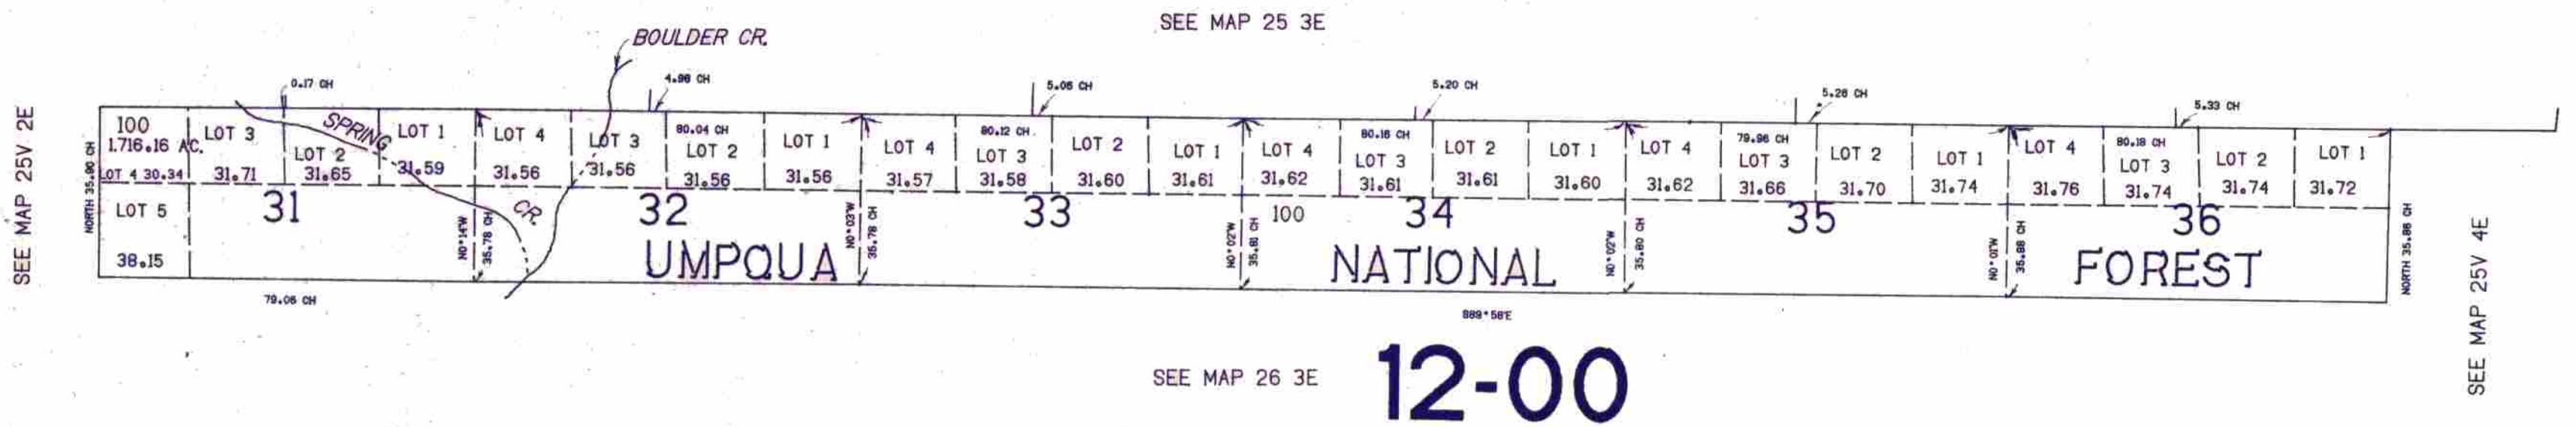 SEE MAP 25 3E
BOULDER CR.
0.17 CH
4.98 CH
5.06 CH
5.20 CH
5.28 CH
5.33 CH
SEE MAP 25V 2E
NORTH 35.90 CH
100
1,716.16 AC.
LOT 4 30.34
LOT 5
38.15
LOT 3
31.71
LOT 2
31.65
SPRING
CR.
LOT 1
31.59
31
79.06 CH
N0°14'W
35.78 CH
LOT 4
31.56
LOT 3
31.56
80.04 CH
LOT 2
31.56
LOT 1
31.56
32
N0°03'W
35.78 CH
LOT 4
31.57
80.12 CH
LOT 3
31.58
LOT 2
31.60
LOT 1
31.61
33
N0°02'W
35.81 CH
LOT 4
31.62
100
80.16 CH
LOT 3
31.61
LOT 2
31.61
LOT 1
31.60
34
N0°02'W
35.80 CH
LOT 4
31.62
79.96 CH
LOT 3
31.66
LOT 2
31.70
LOT 1
31.74
35
N0°01'W
35.88 CH
LOT 4
31.76
80.18 CH
LOT 3
31.74
LOT 2
31.74
LOT 1
31.72
36
NORTH 35.86 CH
UMPQUA NATIONAL FOREST
S89°58'E
SEE MAP 25V 4E
SEE MAP 26 3E
12-00